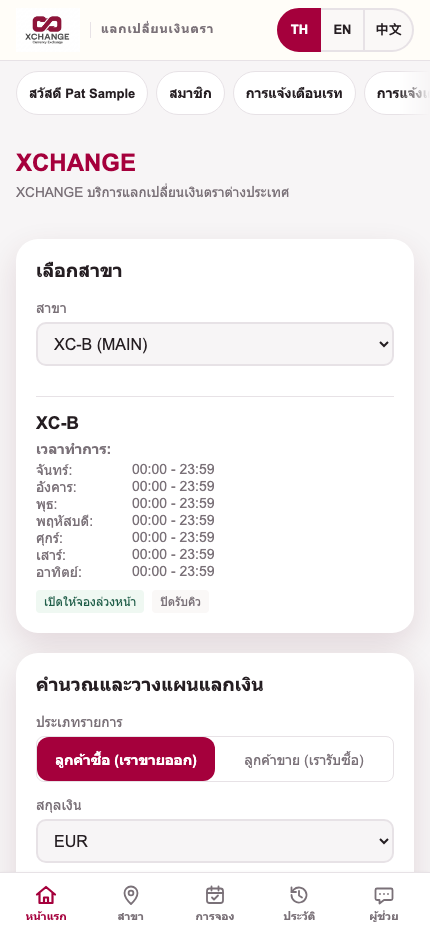 XCHANGE
Currency Exchange
แลกเปลี่ยนเงินตรา
TH
EN
中文
สวัสดี Pat Sample
สมาชิก
การแจ้งเตือนเรท
XCHANGE
XCHANGE บริการแลกเปลี่ยนเงินตราต่างประเทศ
เลือกสาขา
สาขา
XC-B (MAIN)
XC-B
เวลาทำการ:
จันทร์: 00:00 - 23:59
อังคาร: 00:00 - 23:59
พุธ: 00:00 - 23:59
พฤหัสบดี: 00:00 - 23:59
ศุกร์: 00:00 - 23:59
เสาร์: 00:00 - 23:59
อาทิตย์: 00:00 - 23:59
เปิดให้จองล่วงหน้า
ปิดรับคิว
คำนวณและวางแผนแลกเงิน
ประเภทรายการ
ลูกค้าซื้อ (เราขายออก)
ลูกค้าขาย (เรารับซื้อ)
สกุลเงิน
EUR
หน้าแรก
สาขา
การจอง
ประวัติ
ผู้ช่วย